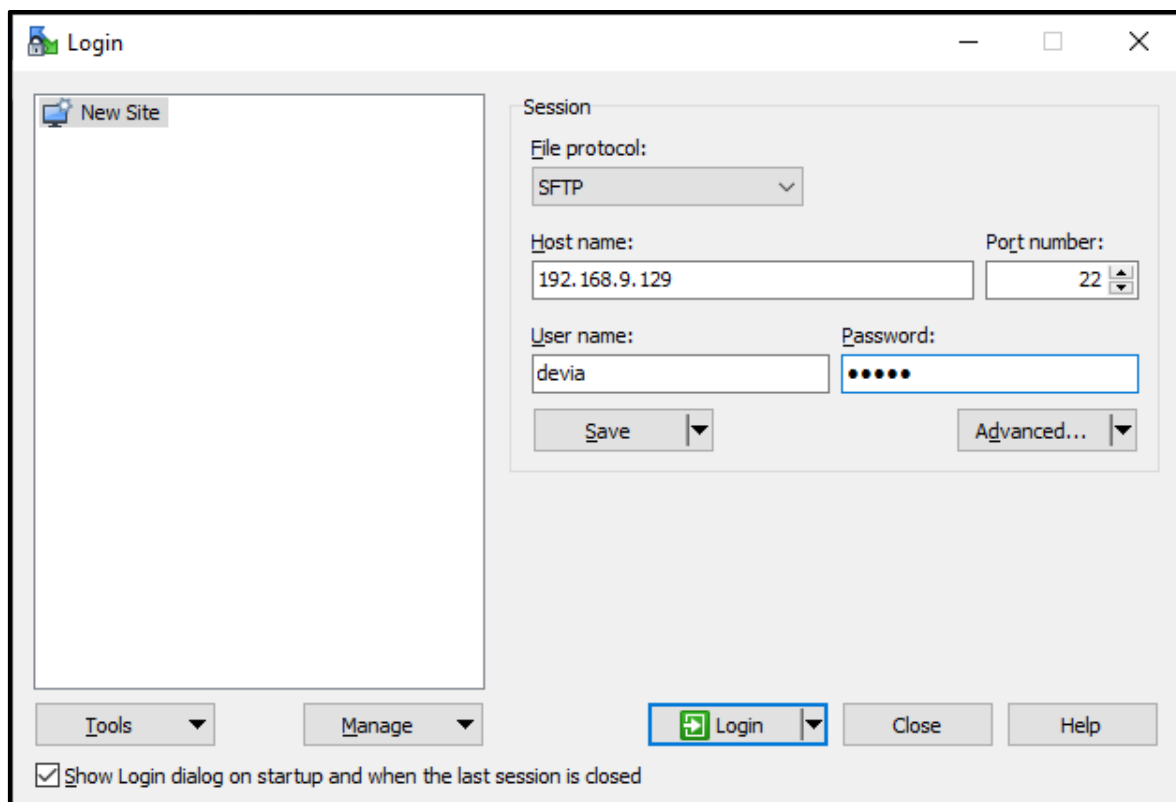 Login
New Site
Session
File protocol:
SFTP
Host name:
Port number:
192.168.9.129
22
User name:
Password:
devia
•••••
Save
Advanced...
Tools
Manage
Login
Close
Help
Show Login dialog on startup and when the last session is closed